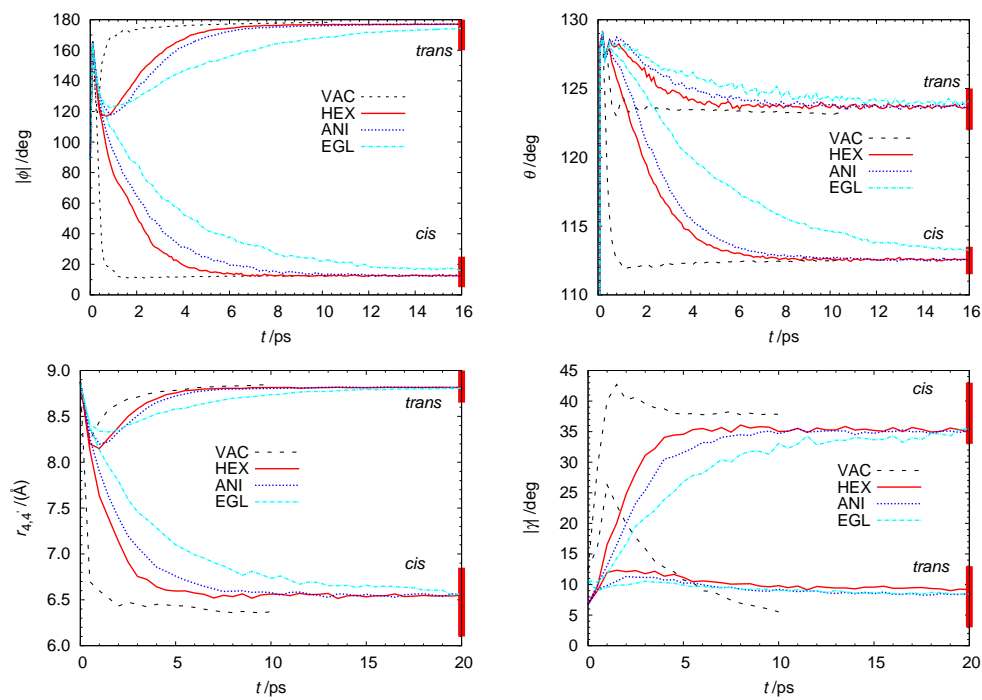 180
160
140
120
100
80
60
40
20
0
|ϕ| /deg
0 2 4 6 8 10 12 14 16
t /ps
trans
VAC
HEX
ANI
EGL
cis
130
125
120
115
110
θ /deg
0 2 4 6 8 10 12 14 16
t /ps
trans
VAC
HEX
ANI
EGL
cis
9.0
8.5
8.0
7.5
7.0
6.5
6.0
r4,4' /(Å)
0 5 10 15 20
t /ps
trans
VAC
HEX
ANI
EGL
cis
45
40
35
30
25
20
15
10
5
0
|γ| /deg
0 5 10 15 20
t /ps
cis
VAC
HEX
ANI
EGL
trans